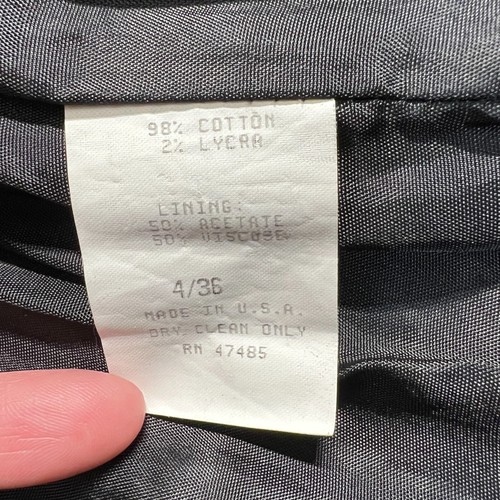 98% COTTON
2% LYCRA
LINING:
50% ACETATE
50% VISCOSE
4/36
MADE IN U.S.A.
DRY CLEAN ONLY
RN 47485